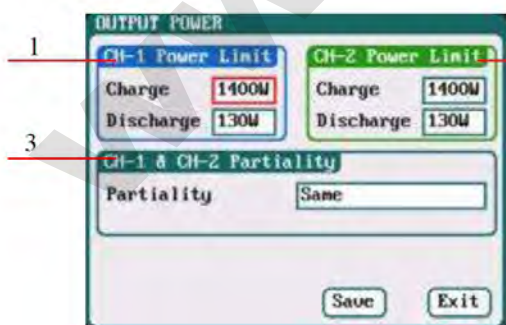 OUTPUT POWER
1
CH-1 Power Limit
CH-2 Power Limit
Charge 1400W
Charge 1400W
Discharge 130W
Discharge 130W
3
CH-1 & CH-2 Partiality
Partiality Same
Save Exit